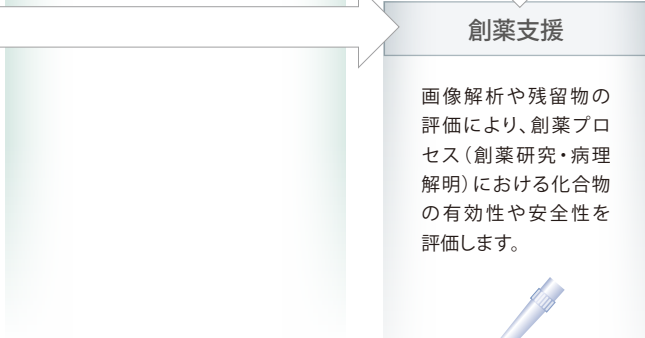 創薬支援
画像解析や残留物の
評価により、創薬プロ
セス（創薬研究・病理
解明）における化合物
の有効性や安全性を
評価します。